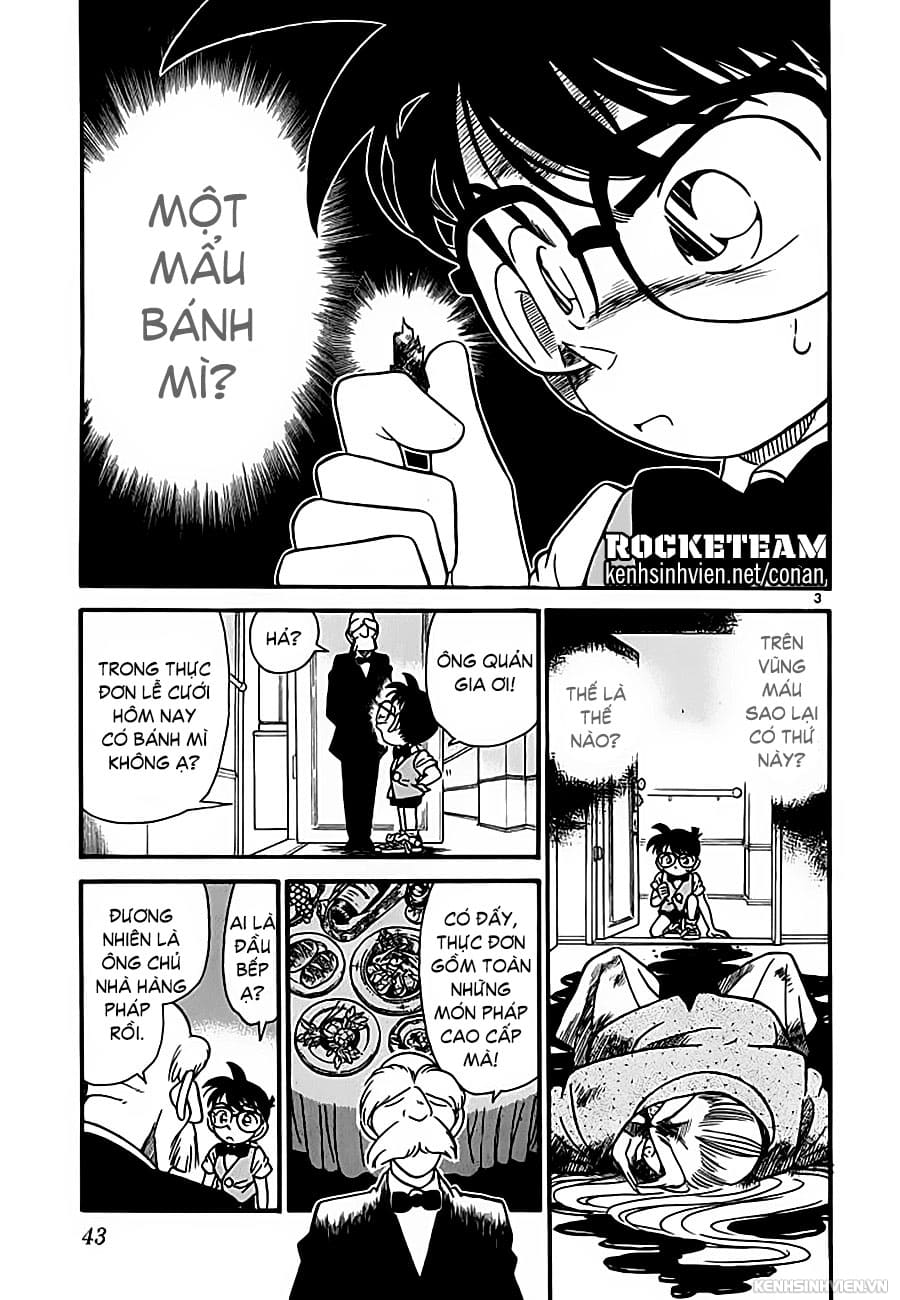 MỘT
MẨU
BÁNH
MÌ?
ROCKETEAM
kenhsinhvien.net/conan
3
TRÊN
VŨNG
MÁU
SAO LẠI
CÓ THỨ
NÀY?
THẾ LÀ
THẾ
NÀO?
ÔNG QUẢN
GIA ƠI!
HẢ?
TRONG THỰC
ĐƠN LỄ CƯỚI
HÔM NAY
CÓ BÁNH MÌ
KHÔNG Ạ?
CÓ ĐẤY,
THỰC ĐƠN
GỒM TOÀN
NHỮNG
MÓN PHÁP
CAO CẤP
MÀ!
AI LÀ
ĐẦU
BẾP
Ạ?
ĐƯƠNG
NHIÊN LÀ
ÔNG CHỦ
NHÀ HÀNG
PHÁP
RỒI.
43
KENHSINHVIEN.VN